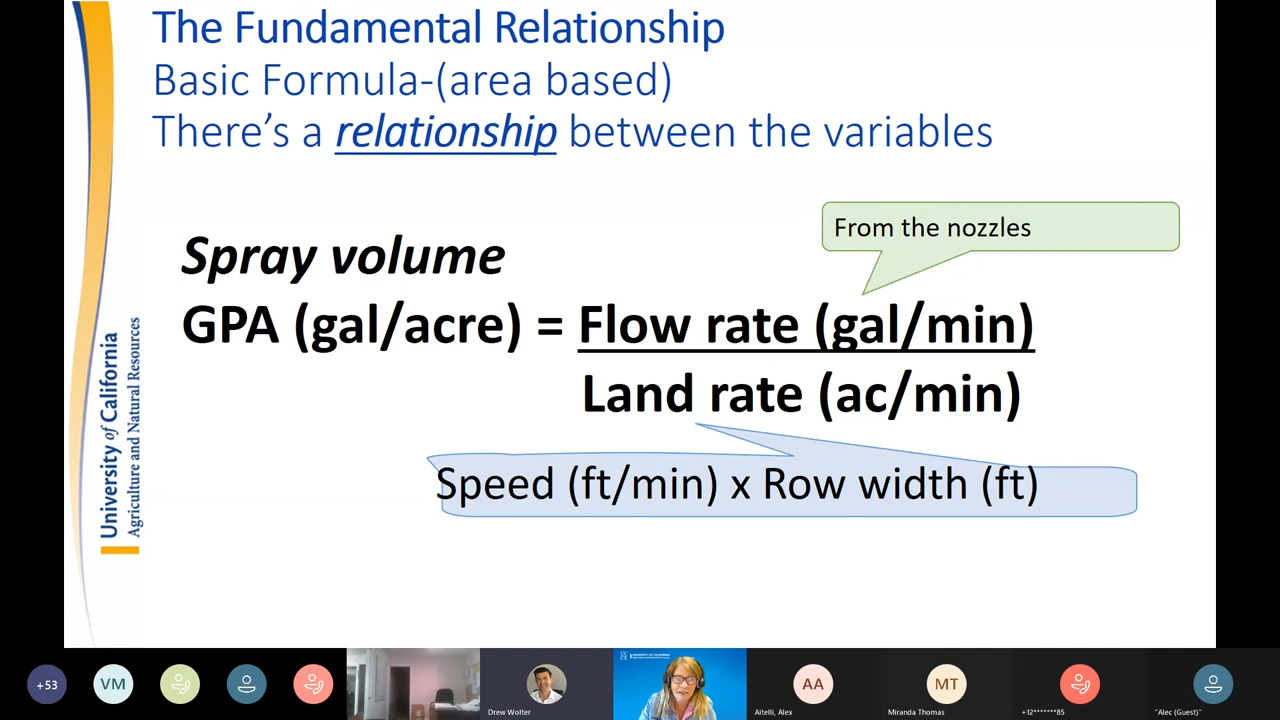 The Fundamental Relationship
Basic Formula-(area based)
There's a relationship between the variables
From the nozzles
Spray volume
GPA (gal/acre) = Flow rate (gal/min)
Land rate (ac/min)
Speed (ft/min) x Row width (ft)
University of California
Agriculture and Natural Resources
+53
VM
Drew Wolter
AA
Aitelli, Alex
MT
Miranda Thomas
+12*******85
"Alec (Guest)"